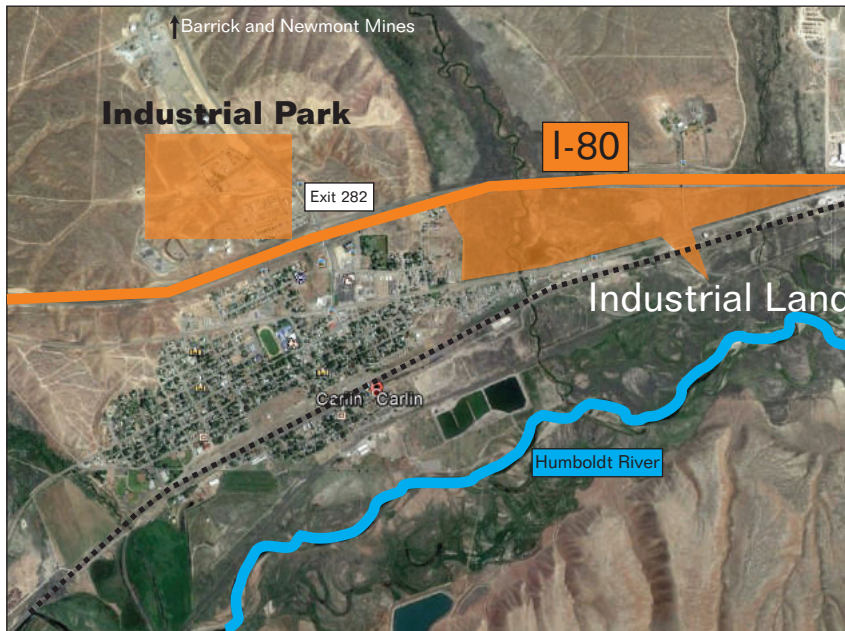 Barrick and Newmont Mines
Industrial Park
I-80
Exit 282
Industrial Land
Carlin Carlin
Humboldt River